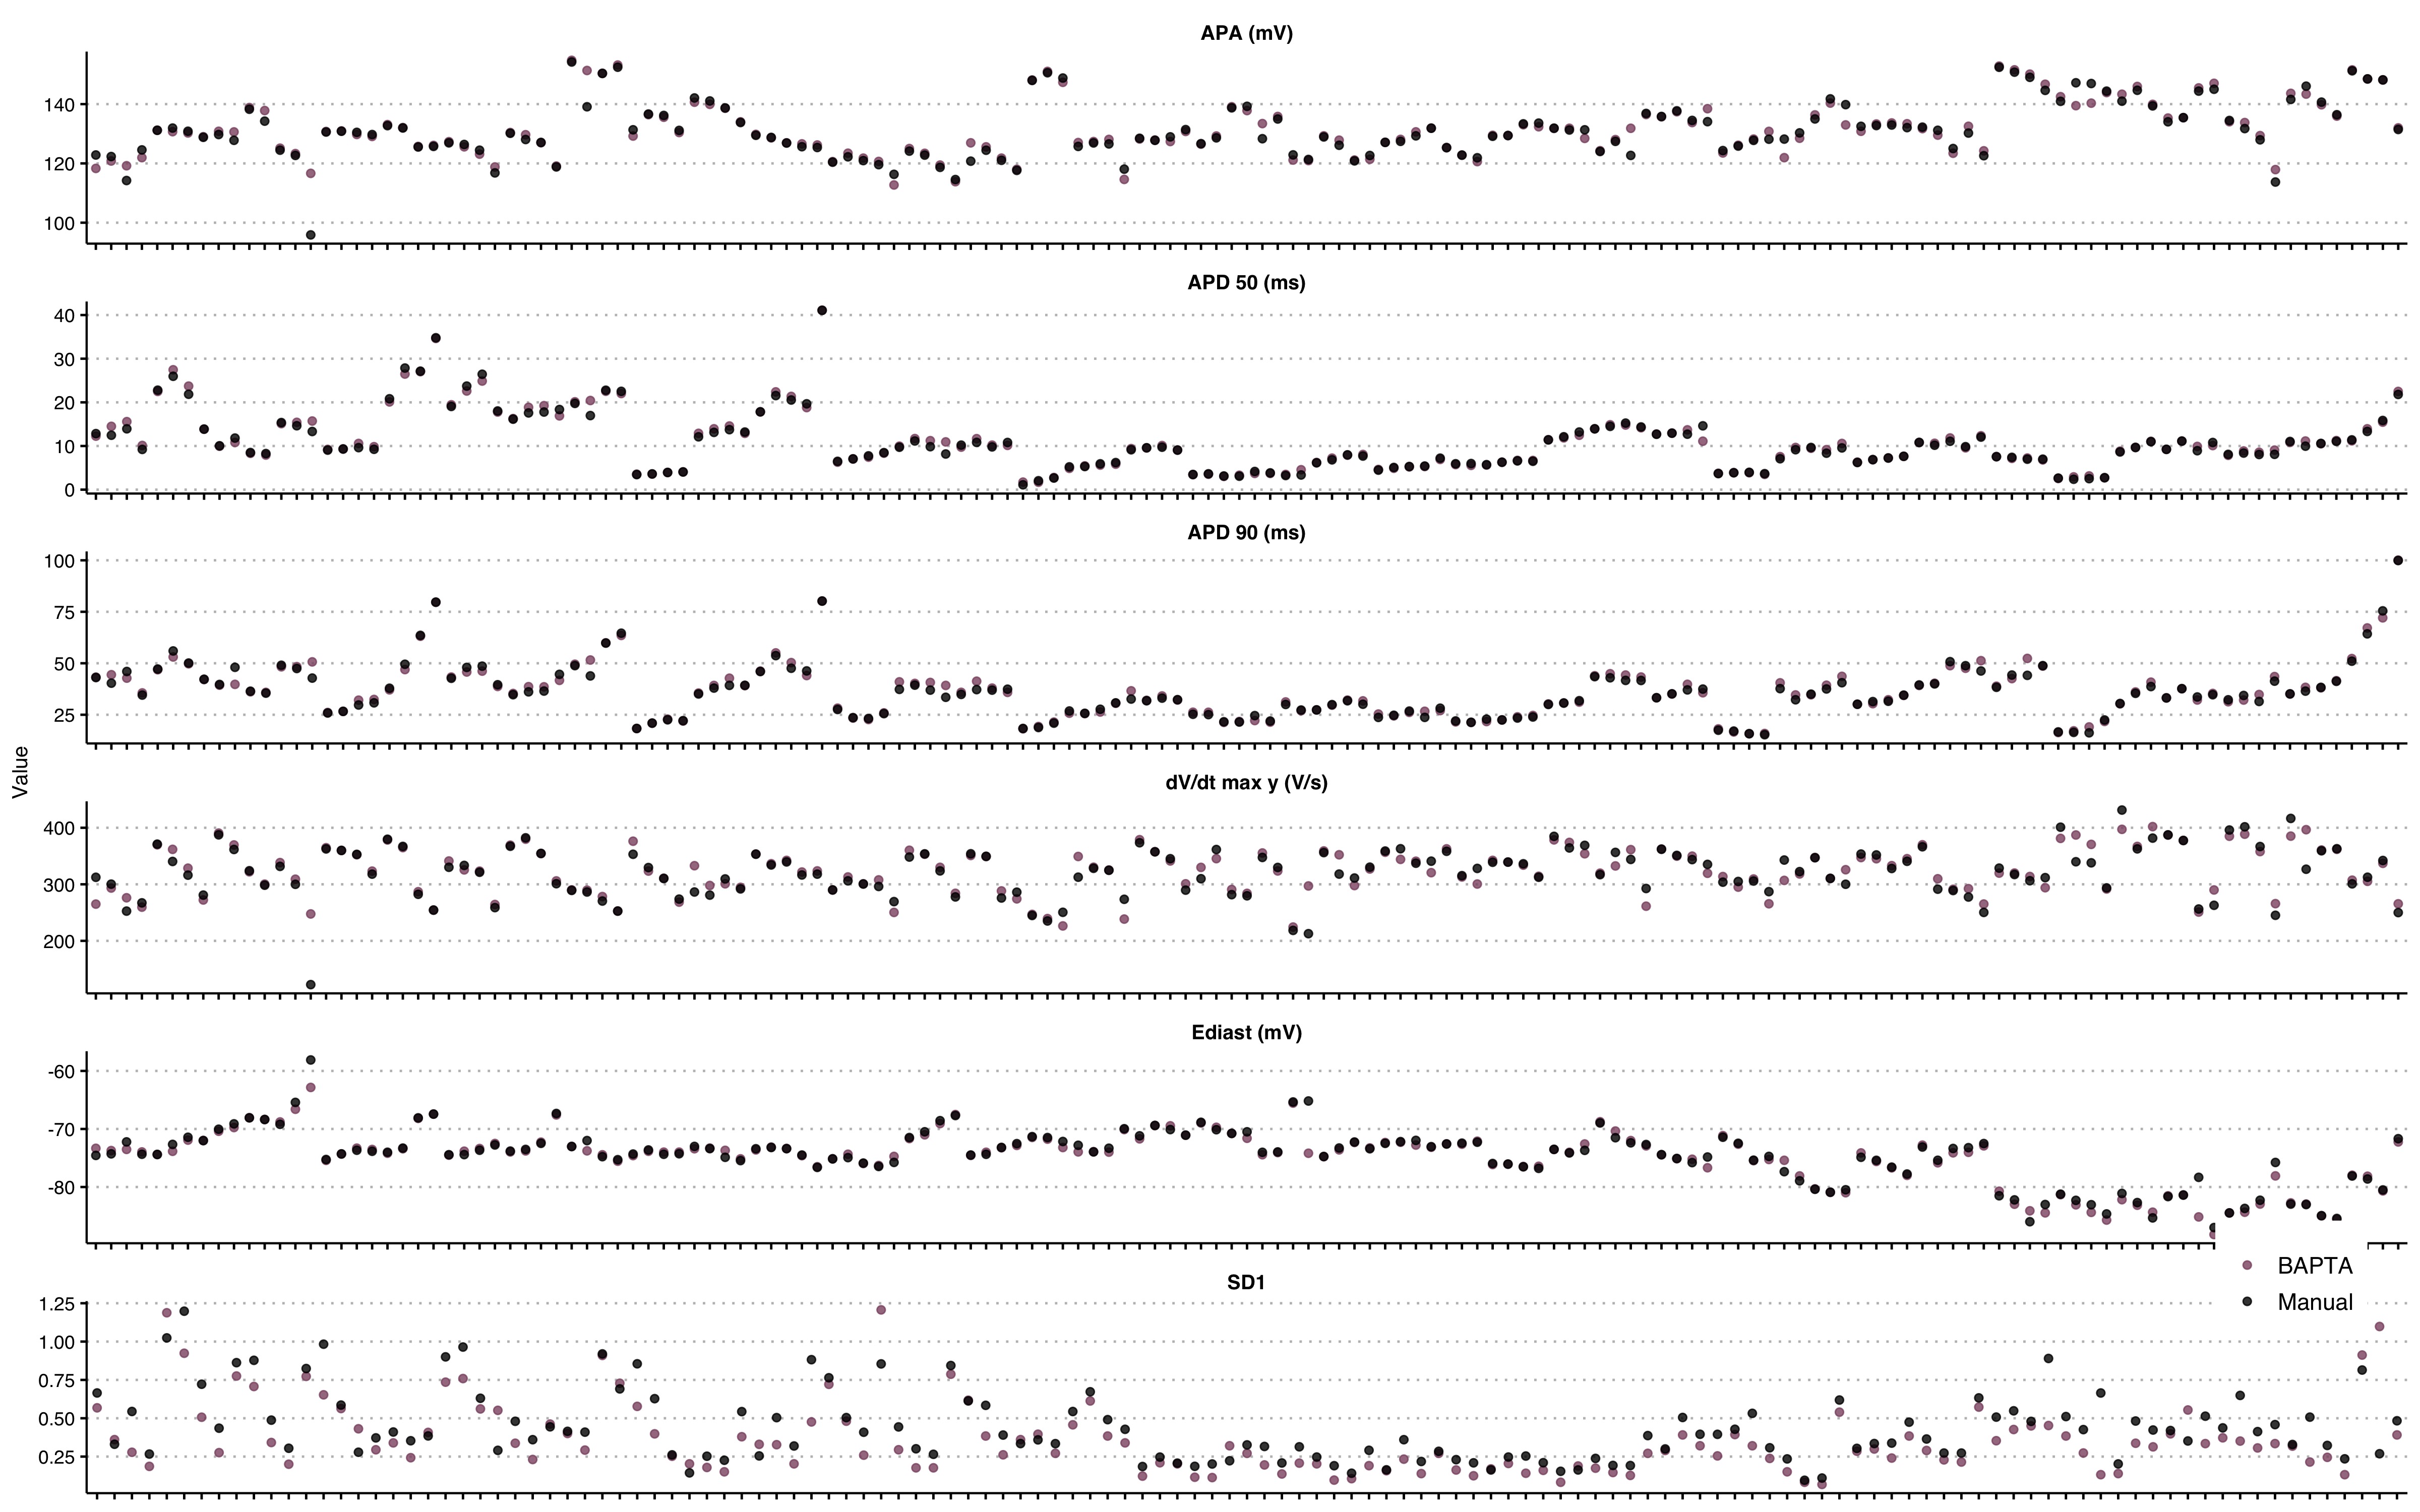 APA (mV)
140
120
100
APD 50 (ms)
40
30
20
10
0
APD 90 (ms)
100
75
50
25
Value
dV/dt max y (V/s)
400
300
200
Ediast (mV)
-60
-70
-80
BAPTA
Manual
SD1
1.25
1.00
0.75
0.50
0.25